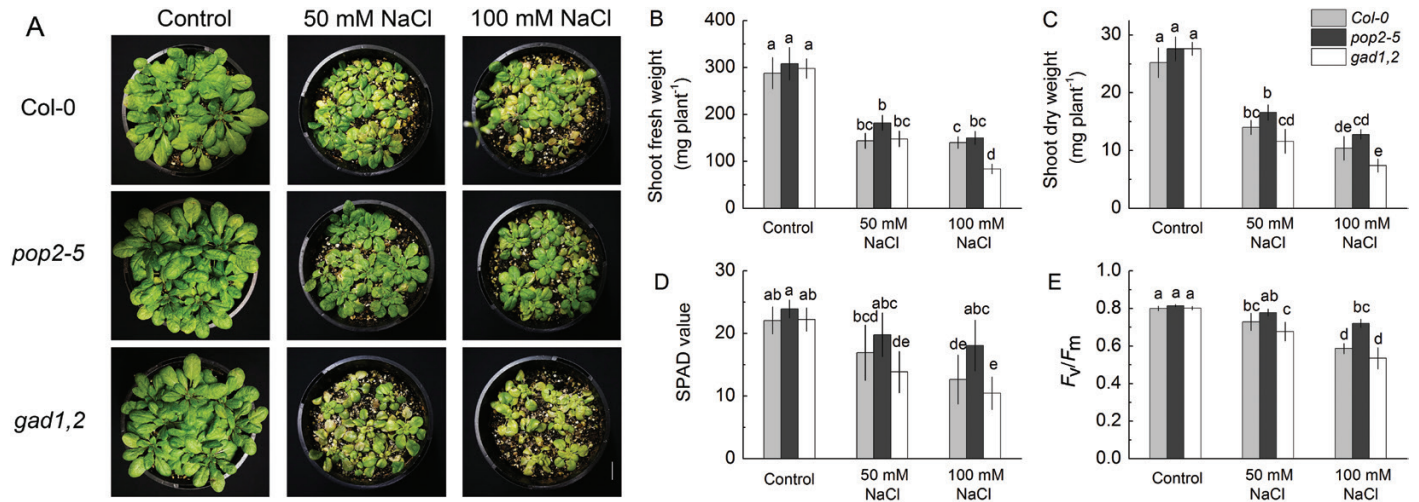 A
Control
50 mM NaCl
100 mM NaCl
Col-0
pop2-5
gad1,2
B
Shoot fresh weight
(mg plant⁻¹)
400
300
200
150
100
0
a a a
bc b bc
c bc d
Control
50 mM
NaCl
100 mM
NaCl
C
Shoot dry weight
(mg plant⁻¹)
30
20
10
0
a a a
bc b cd
de cd e
Control
50 mM
NaCl
100 mM
NaCl
Col-0
pop2-5
gad1,2
D
SPAD value
30
20
10
0
ab a ab
bcd abc de
de abc e
Control
50 mM
NaCl
100 mM
NaCl
E
Fv/Fm
1.0
0.8
0.6
0.4
0.2
0.0
a a a
bc ab c
d bc d
Control
50 mM
NaCl
100 mM
NaCl